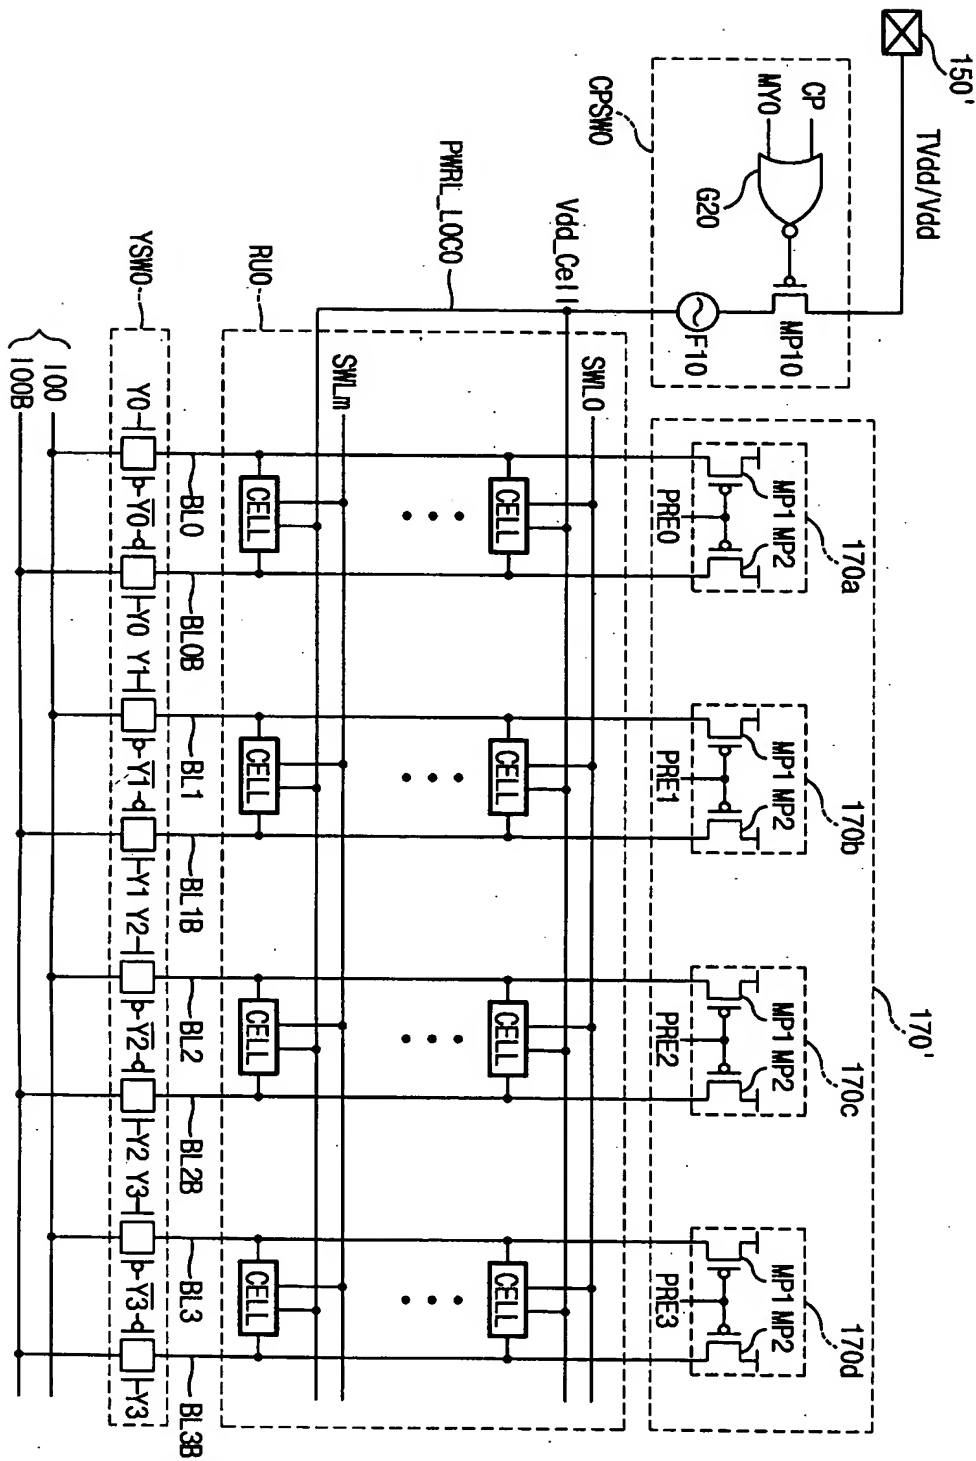 150'
TVdd/Vdd
CP
MY0
G20
MP10
F10
CPSW0
170'
170a
170b
170c
170d
MP1 MP2
MP1 MP2
MP1 MP2
MP1 MP2
PRE0
PRE1
PRE2
PRE3
Vdd_Cell
PWRL_LOC0
SWL0
CELL
CELL
CELL
CELL
SWLm
CELL
CELL
CELL
CELL
RU0
BL0
BL0B
BL1
BL1B
BL2
BL2B
BL3
BL3B
YSW0
Y0
Y0
Y0
Y1
Y1
Y1
Y2
Y2
Y2
Y3
Y3
Y3
IO0
IO0B